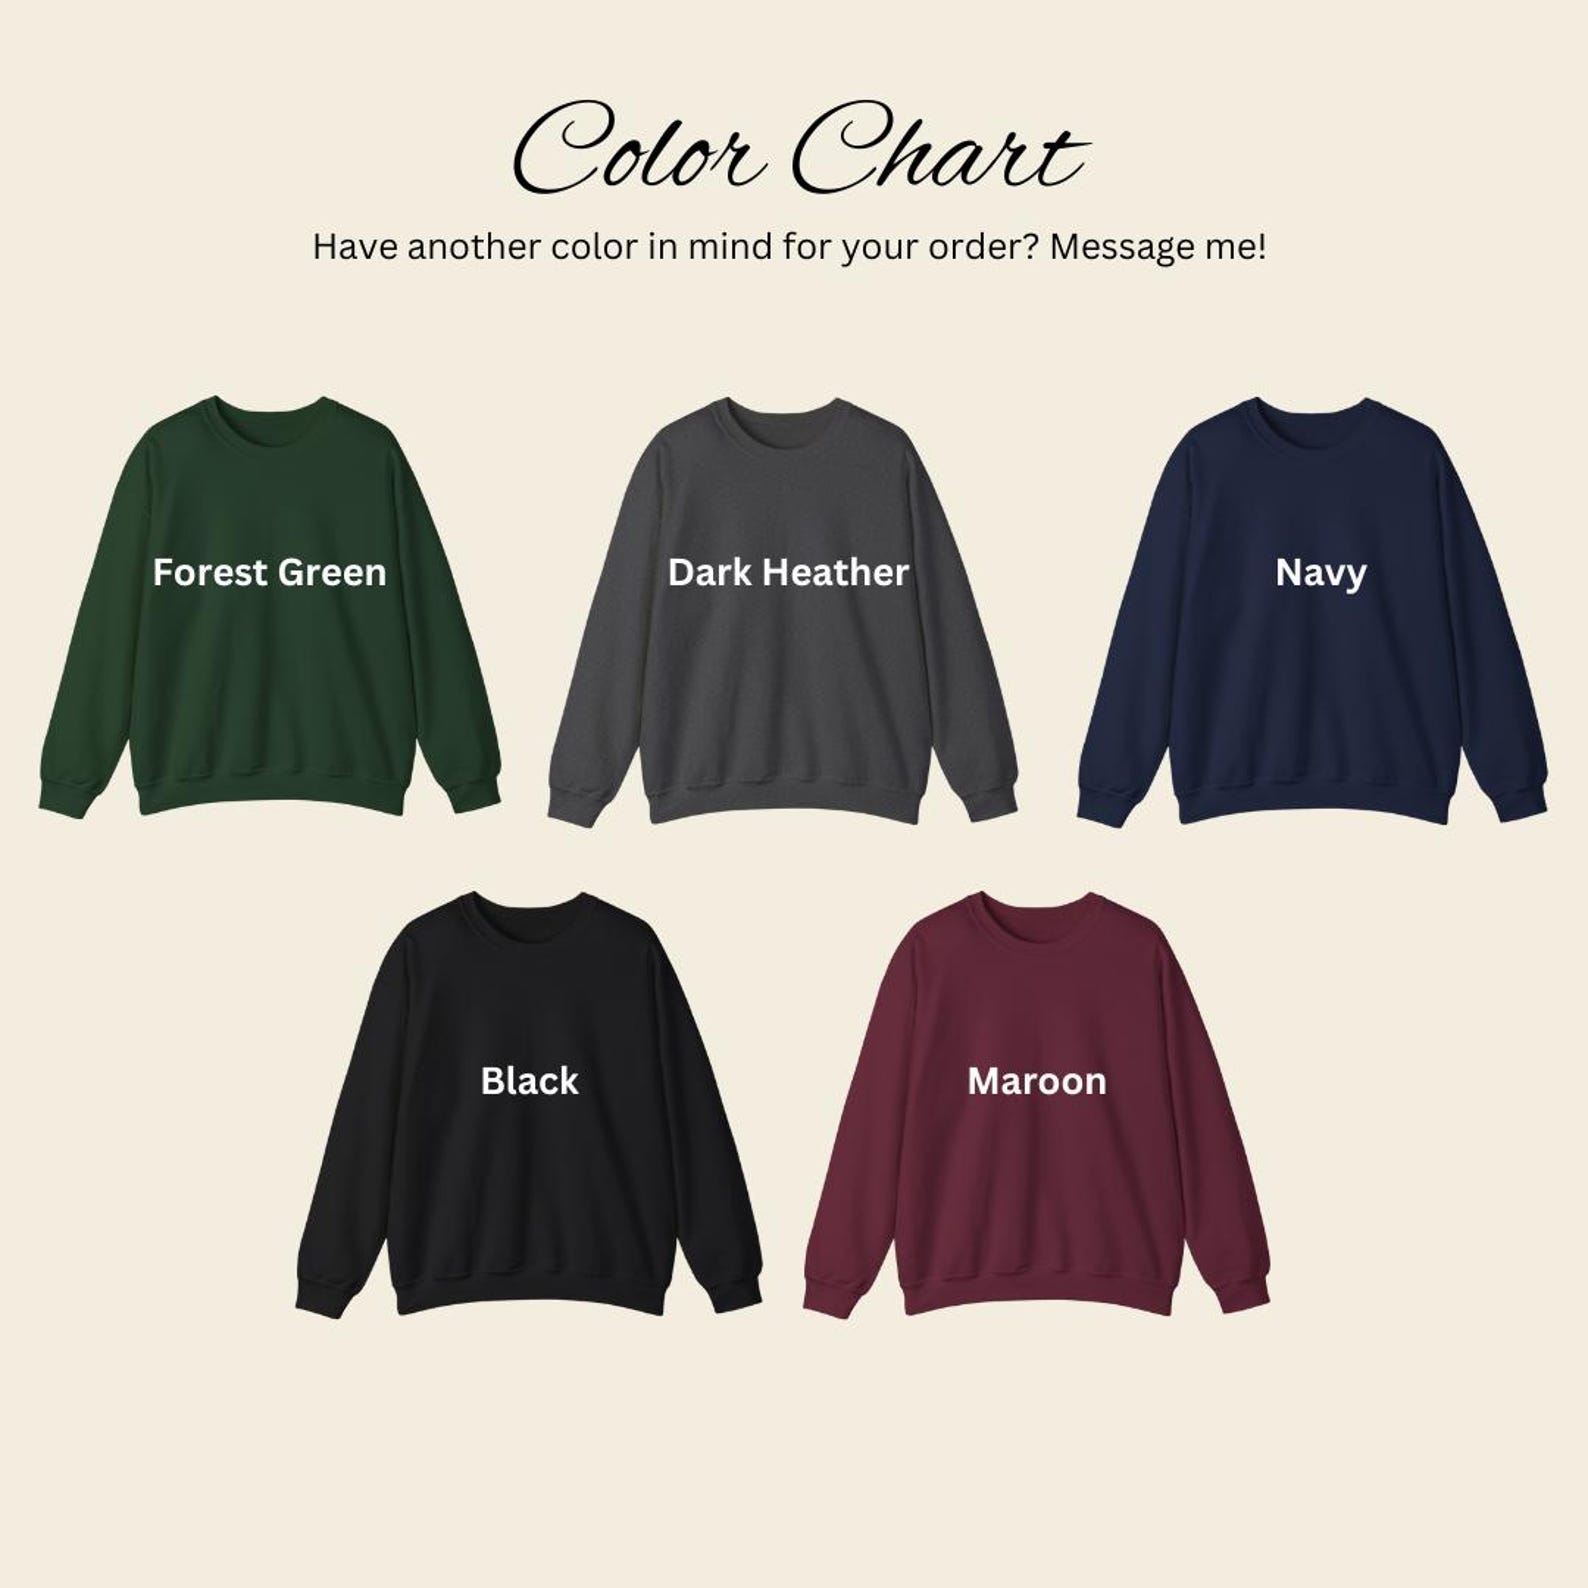 Color Chart
Have another color in mind for your order? Message me!
Forest Green
Dark Heather
Navy
Black
Maroon